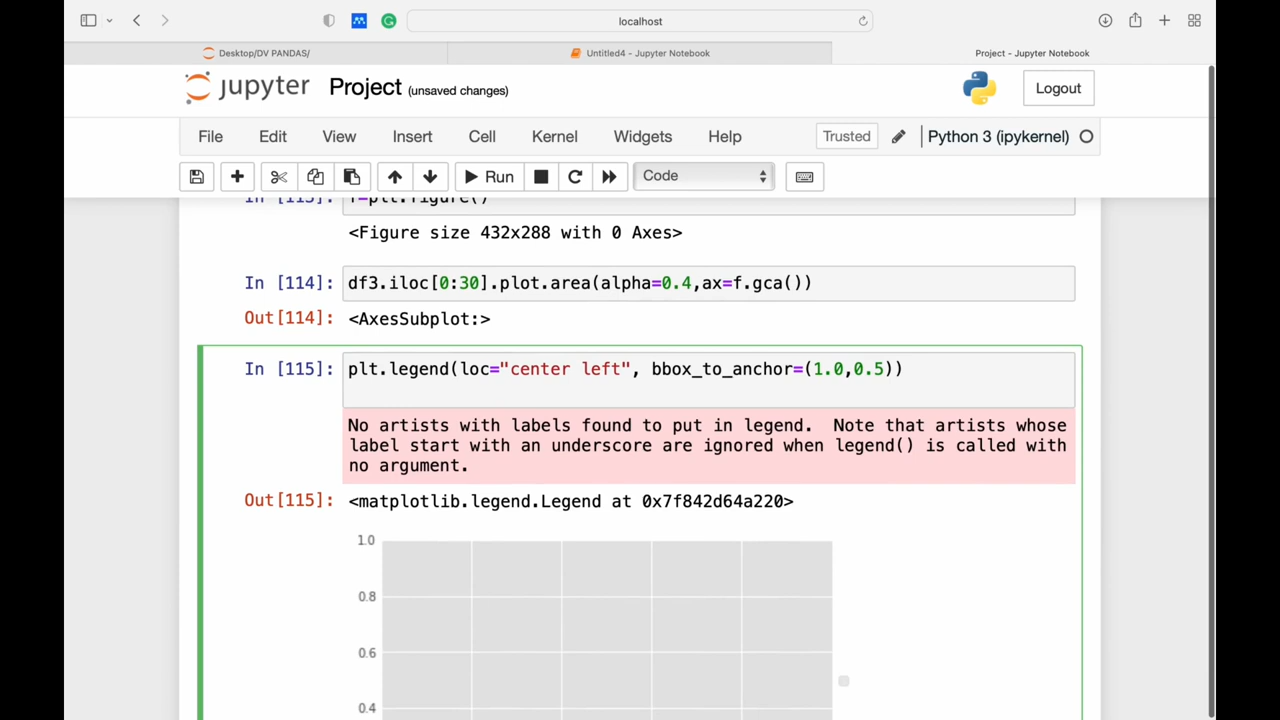 localhost
Desktop/DV PANDAS/
Untitled4 - Jupyter Notebook
Project - Jupyter Notebook
jupyter Project (unsaved changes)
Logout
File Edit View Insert Cell Kernel Widgets Help Trusted Python 3 (ipykernel)
Run Code
In [113]: f=plt.figure()
<Figure size 432x288 with 0 Axes>
In [114]: df3.iloc[0:30].plot.area(alpha=0.4,ax=f.gca())
Out[114]: <AxesSubplot:>
In [115]: plt.legend(loc="center left", bbox_to_anchor=(1.0,0.5))
No artists with labels found to put in legend.  Note that artists whose
label start with an underscore are ignored when legend() is called with
no argument.
Out[115]: <matplotlib.legend.Legend at 0x7f842d64a220>
1.0
0.8
0.6
0.4